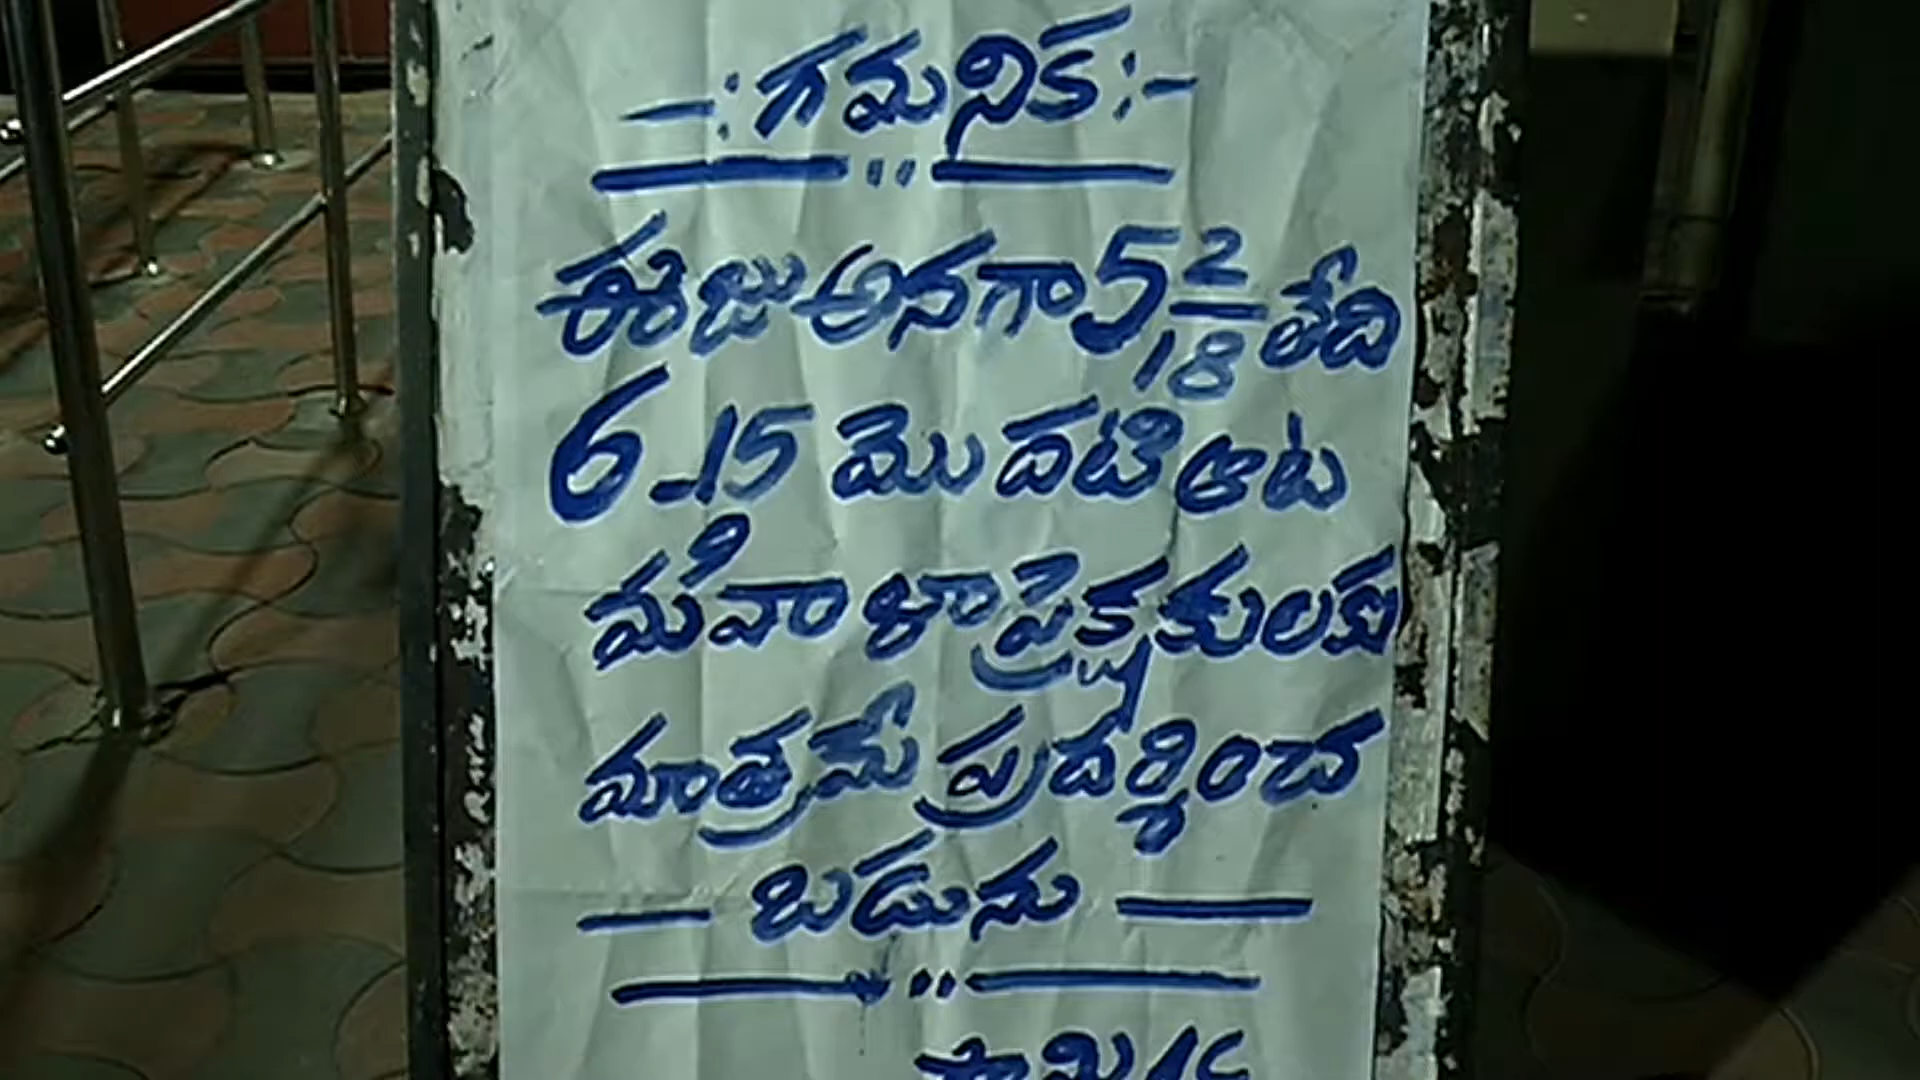 -:గమనిక:-
ఈరోజు అనగా 5 2/18 తేది
6.15 మొదటి ఆట
మహిళా ప్రేక్షకులకు
మాత్రమే ప్రదర్శించ
బడును